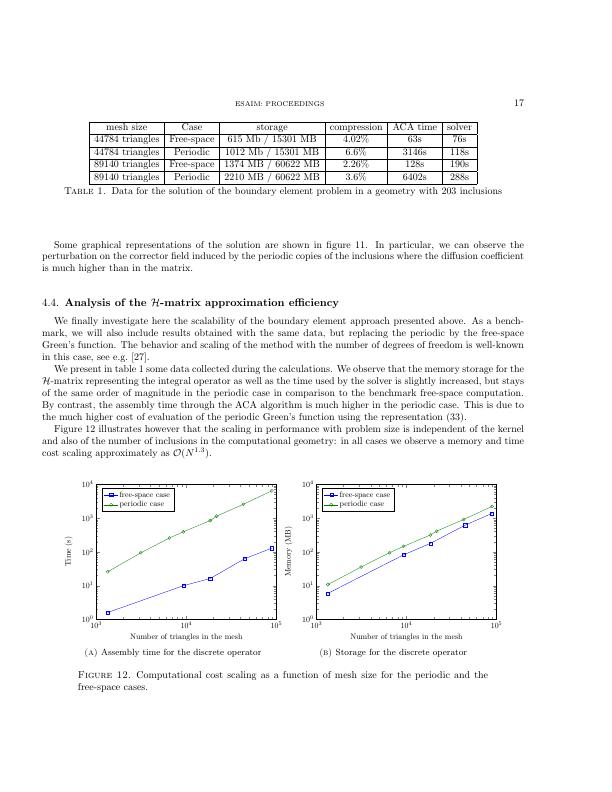 ESAIM: PROCEEDINGS 17
mesh size Case storage compression ACA time solver
44784 triangles Free-space 615 Mb / 15301 MB 4.02% 63s 76s
44784 triangles Periodic 1012 Mb / 15301 MB 6.6% 3146s 118s
89140 triangles Free-space 1374 MB / 60622 MB 2.26% 128s 190s
89140 triangles Periodic 2210 MB / 60622 MB 3.6% 6402s 288s
TABLE 1. Data for the solution of the boundary element problem in a geometry with 203 inclusions
Some graphical representations of the solution are shown in figure 11. In particular, we can observe the
perturbation on the corrector field induced by the periodic copies of the inclusions where the diffusion coefficient
is much higher than in the matrix.
4.4. Analysis of the ℋ-matrix approximation efficiency
We finally investigate here the scalability of the boundary element approach presented above. As a bench-
mark, we will also include results obtained with the same data, but replacing the periodic by the free-space
Green's function. The behavior and scaling of the method with the number of degrees of freedom is well-known
in this case, see e.g. [27].
We present in table 1 some data collected during the calculations. We observe that the memory storage for the
ℋ-matrix representing the integral operator as well as the time used by the solver is slightly increased, but stays
of the same order of magnitude in the periodic case in comparison to the benchmark free-space computation.
By contrast, the assembly time through the ACA algorithm is much higher in the periodic case. This is due to
the much higher cost of evaluation of the periodic Green's function using the representation (33).
Figure 12 illustrates however that the scaling in performance with problem size is independent of the kernel
and also of the number of inclusions in the computational geometry: in all cases we observe a memory and time
cost scaling approximately as 𝒪(N^1.3).
10^4
10^3
10^2
10^1
10^0
Time (s)
free-space case
periodic case
10^3 10^4 10^5
Number of triangles in the mesh
(A) Assembly time for the discrete operator
10^3
10^2
10^1
10^0
Memory (MB)
free-space case
periodic case
10^3 10^4 10^5
Number of triangles in the mesh
(B) Storage for the discrete operator
FIGURE 12. Computational cost scaling as a function of mesh size for the periodic and the
free-space cases.